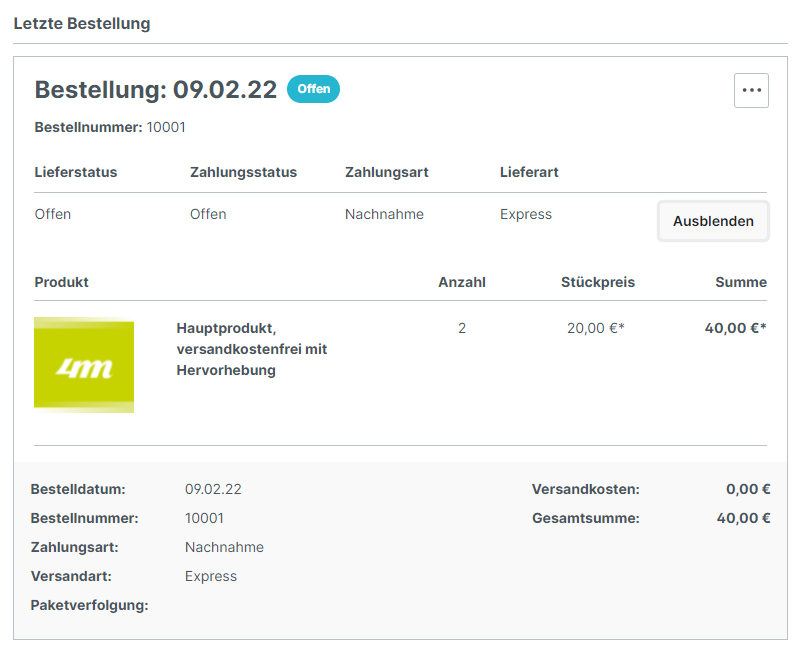 Letzte Bestellung
Bestellung: 09.02.22 Offen
Bestellnummer: 10001
Lieferstatus Zahlungsstatus Zahlungsart Lieferart
Offen Offen Nachnahme Express Ausblenden
Produkt Anzahl Stückpreis Summe
Hauptprodukt, 2 20,00 €* 40,00 €*
versandkostenfrei mit
4m Hervorhebung
Bestelldatum: 09.02.22 Versandkosten: 0,00 €
Bestellnummer: 10001 Gesamtsumme: 40,00 €
Zahlungsart: Nachnahme
Versandart: Express
Paketverfolgung: